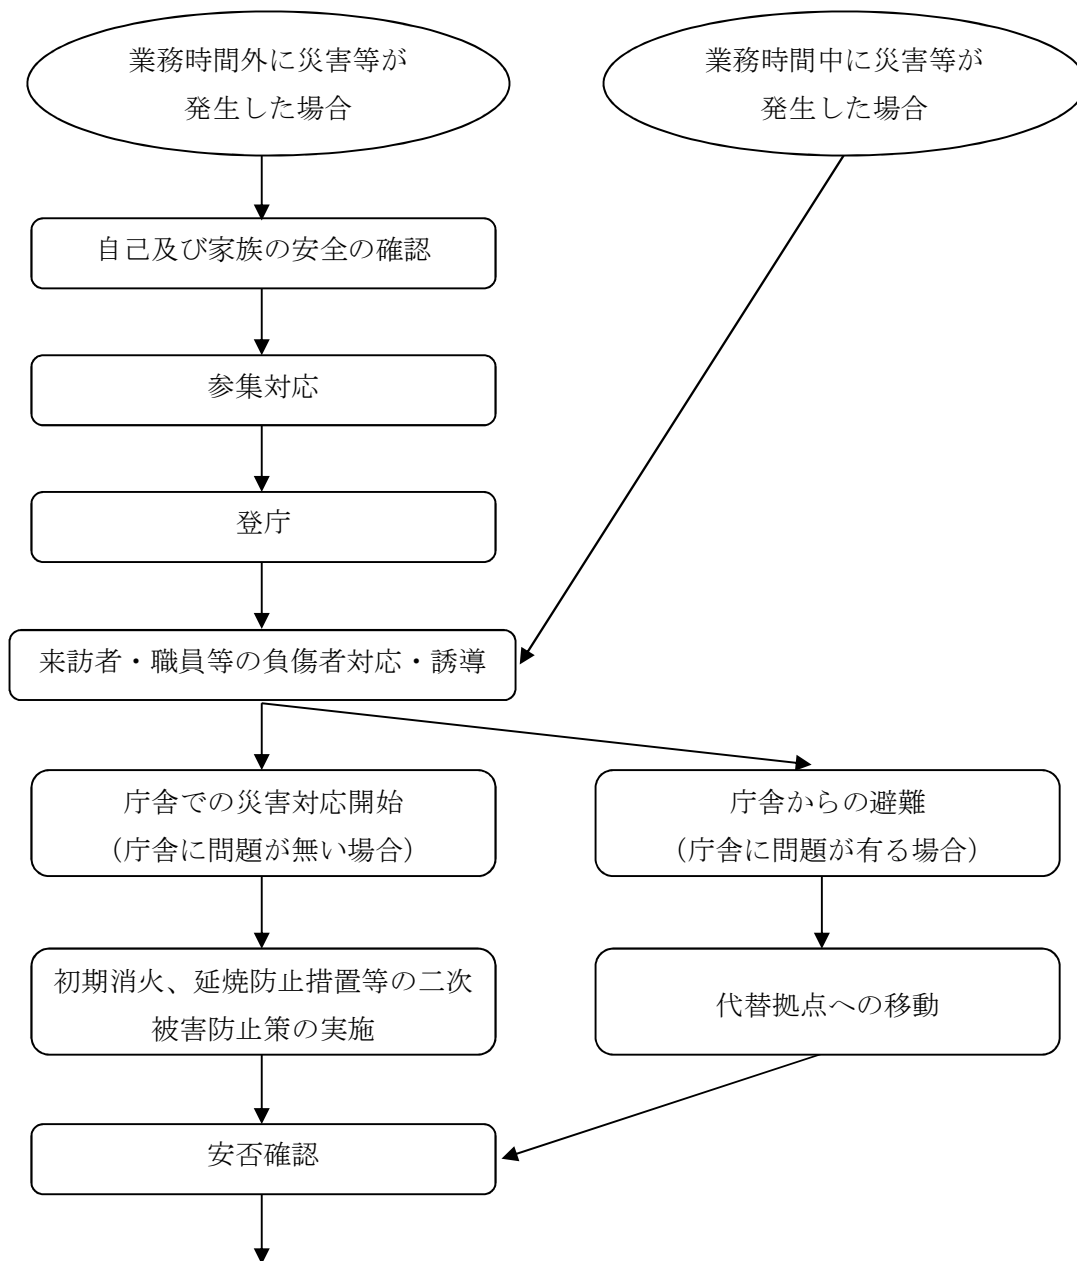 業務時間外に災害等が
発生した場合
業務時間中に災害等が
発生した場合
自己及び家族の安全の確認
参集対応
登庁
来訪者・職員等の負傷者対応・誘導
庁舎での災害対応開始
（庁舎に問題が無い場合）
庁舎からの避難
（庁舎に問題が有る場合）
初期消火、延焼防止措置等の二次
被害防止策の実施
代替拠点への移動
安否確認